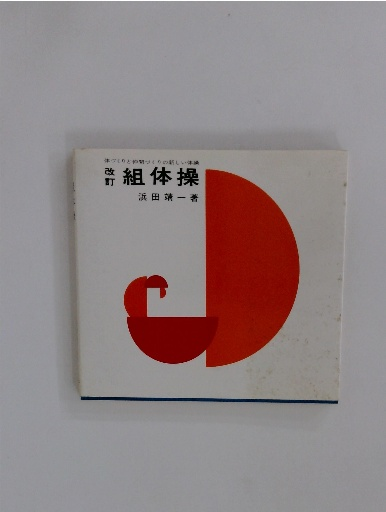 体づくりと仲間づくりの新しい体操
改訂 組体操
浜田靖一著